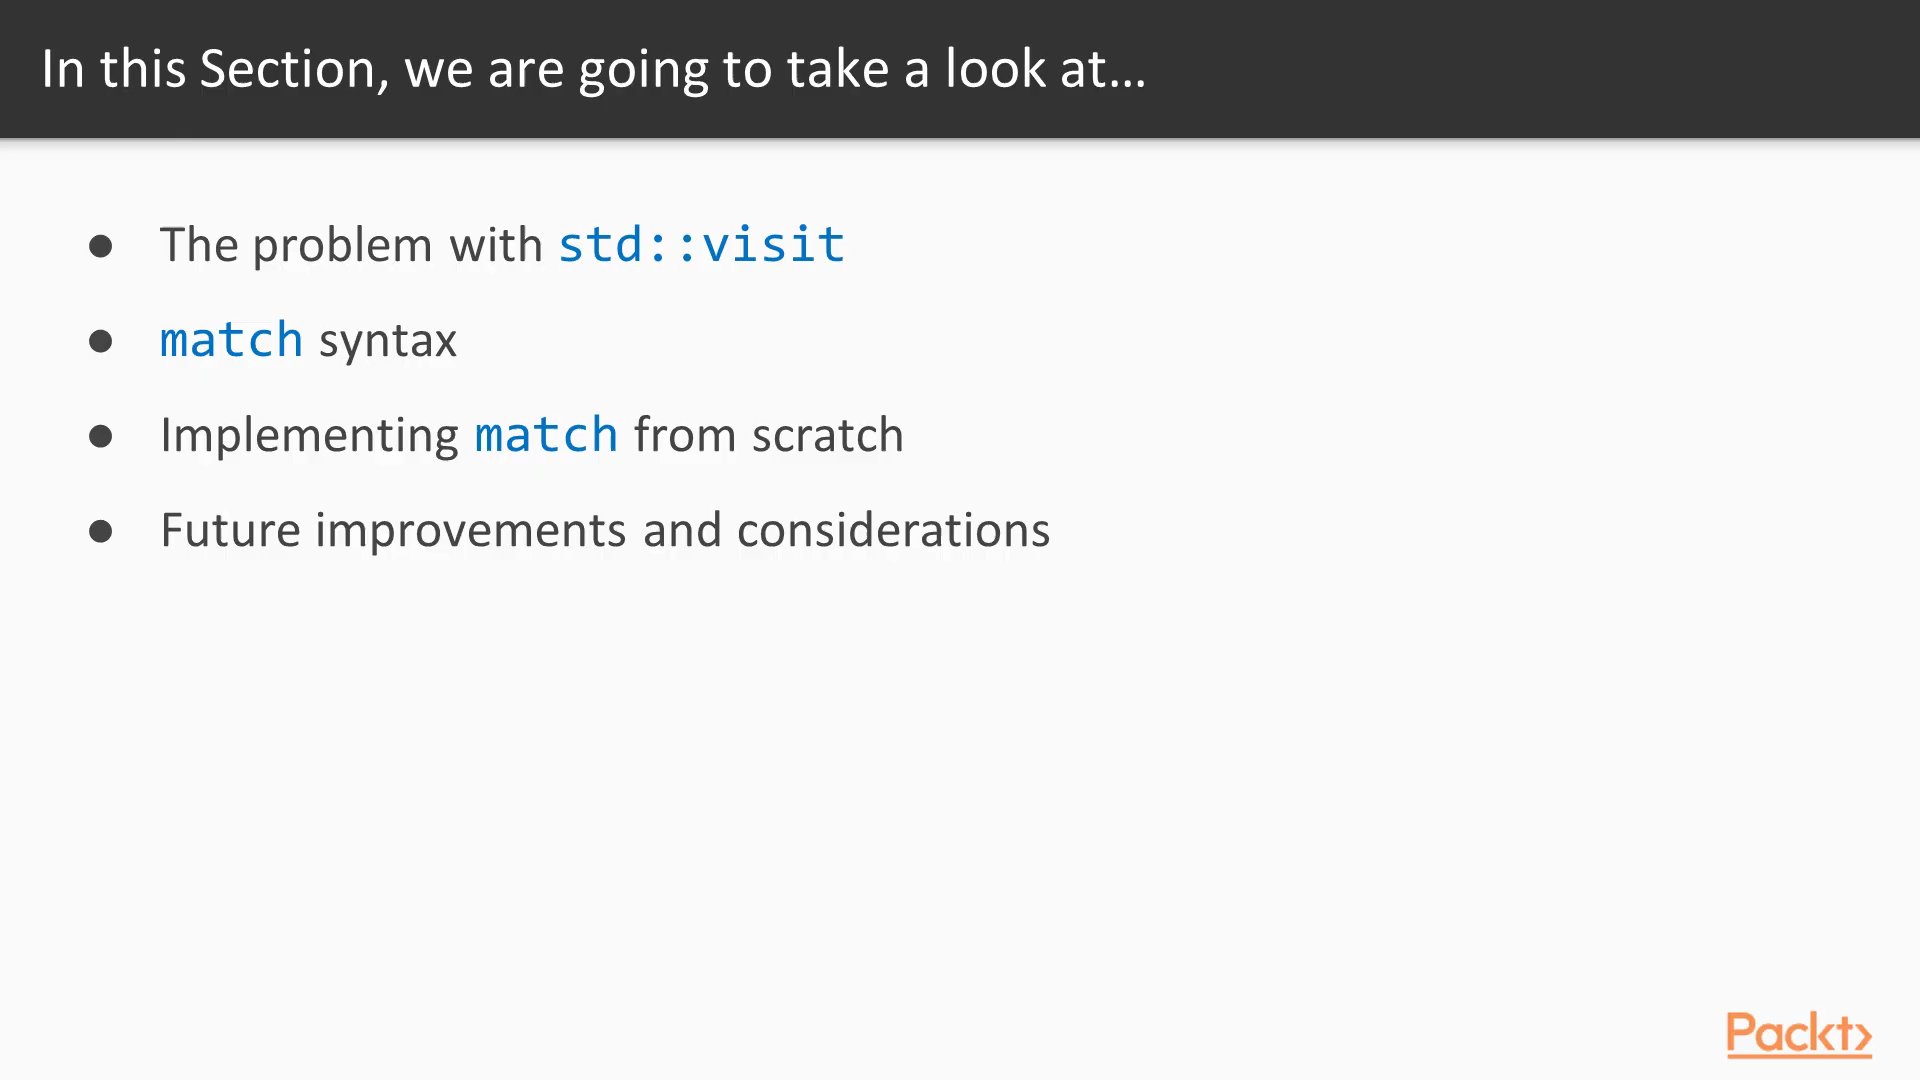 In this Section, we are going to take a look at...
● The problem with std::visit
● match syntax
● Implementing match from scratch
● Future improvements and considerations
Packt>